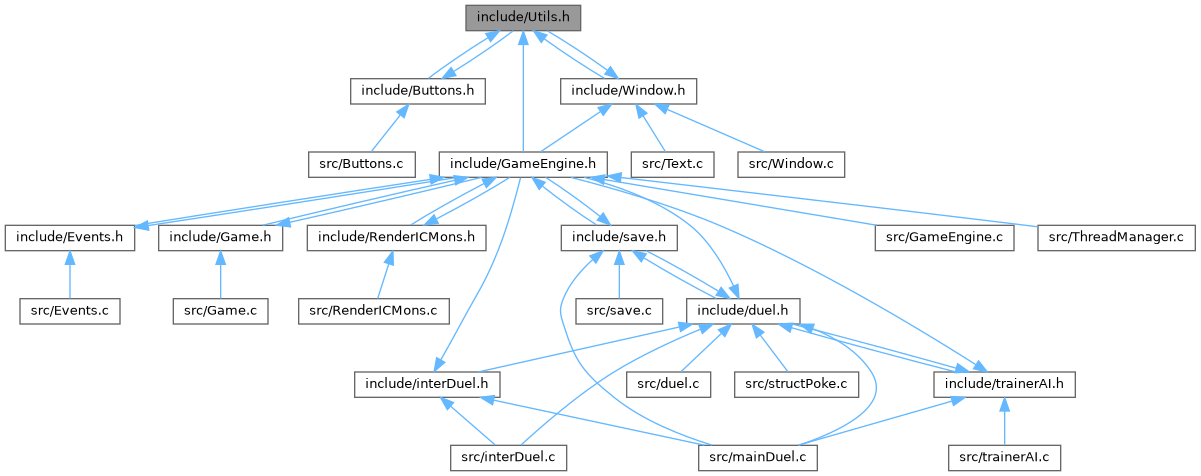 include/Utils.h
include/Buttons.h
include/Window.h
src/Buttons.c
include/GameEngine.h
src/Text.c
src/Window.c
include/Events.h
include/Game.h
include/RenderICMons.h
include/save.h
src/GameEngine.c
src/ThreadManager.c
src/Events.c
src/Game.c
src/RenderICMons.c
src/save.c
include/duel.h
include/interDuel.h
src/duel.c
src/structPoke.c
include/trainerAI.h
src/interDuel.c
src/mainDuel.c
src/trainerAI.c